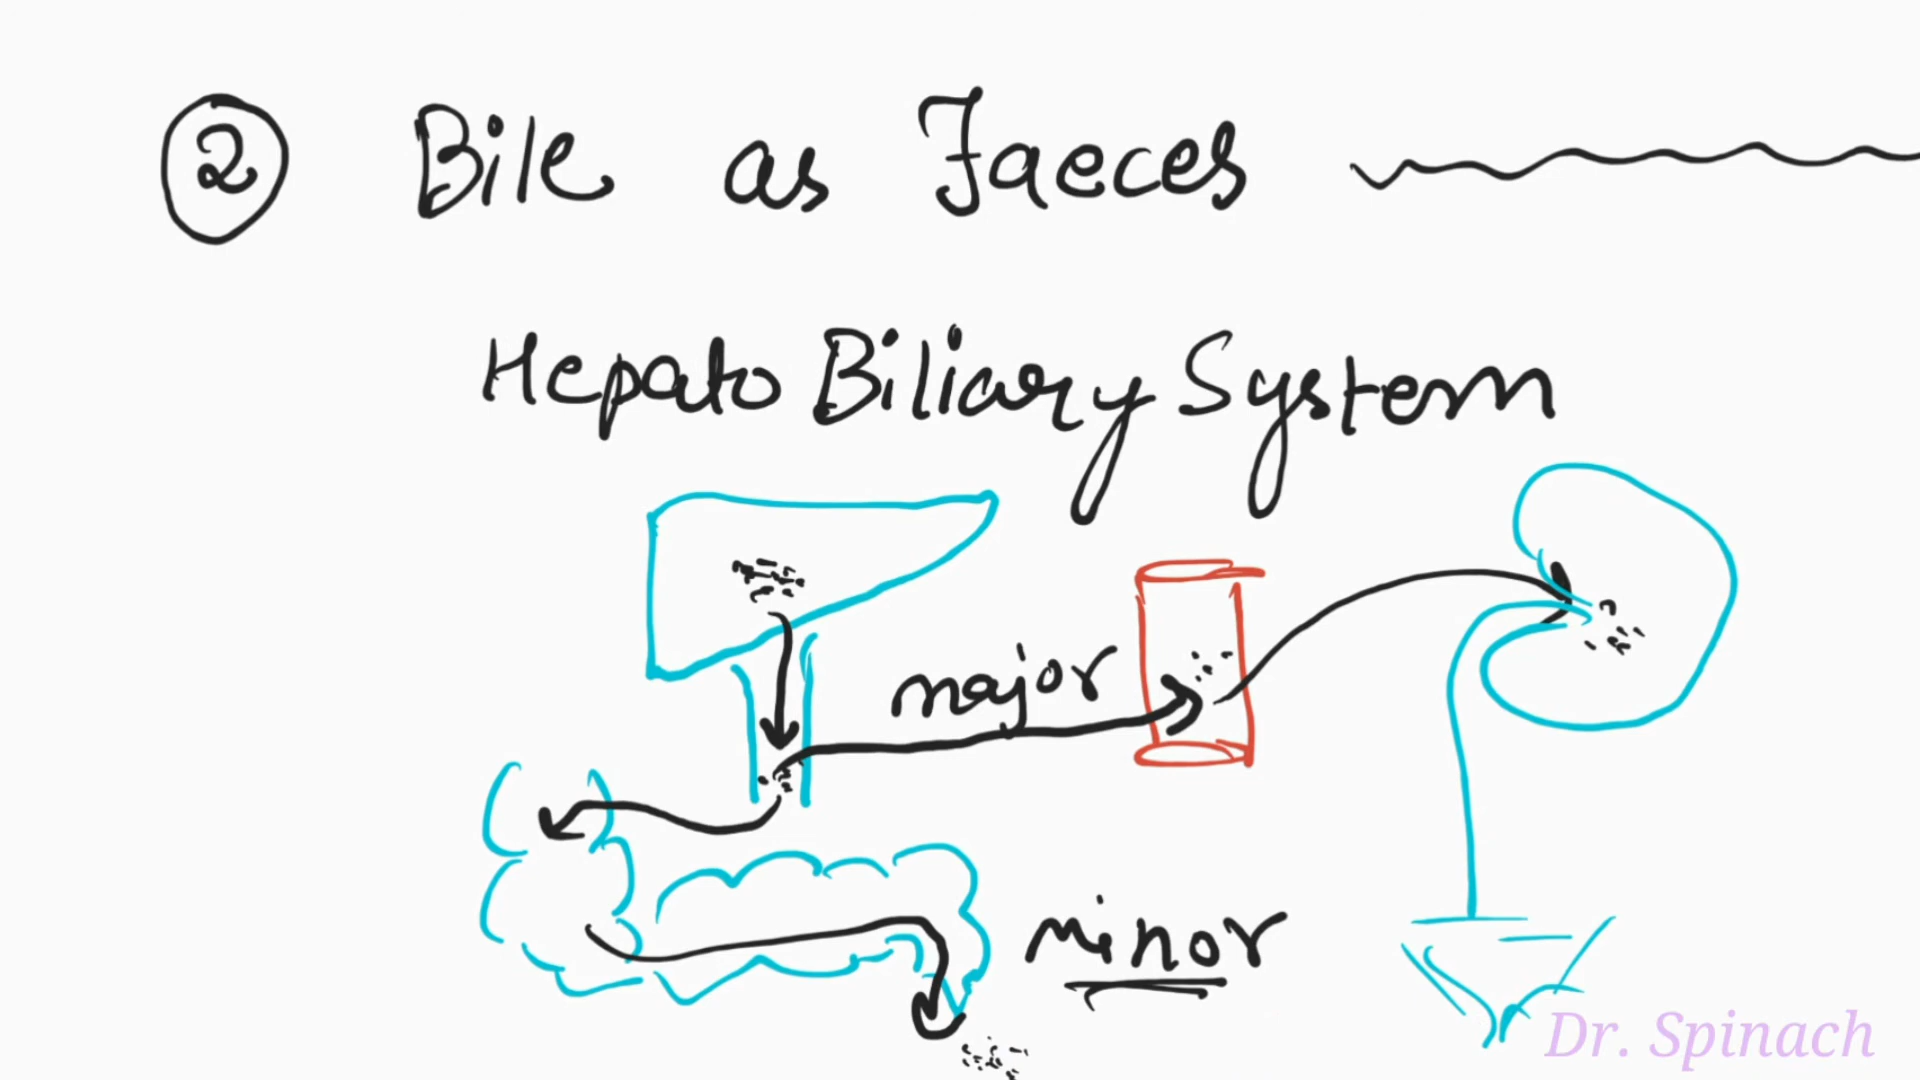 2 Bile as Faeces
Hepato Biliary System
major
minor
Dr. Spinach